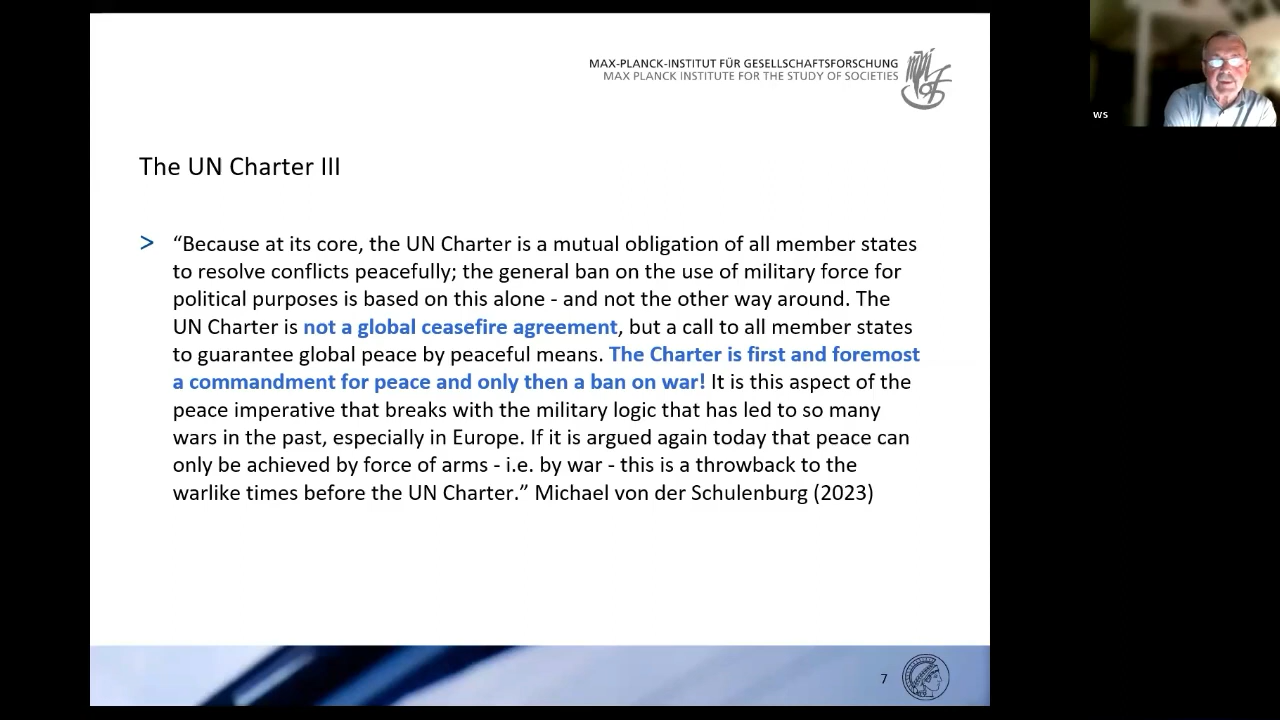 MAX-PLANCK-INSTITUT FÜR GESELLSCHAFTSFORSCHUNG
MAX PLANCK INSTITUTE FOR THE STUDY OF SOCIETIES
ws
The UN Charter III
> “Because at its core, the UN Charter is a mutual obligation of all member states
to resolve conflicts peacefully; the general ban on the use of military force for
political purposes is based on this alone - and not the other way around. The
UN Charter is not a global ceasefire agreement, but a call to all member states
to guarantee global peace by peaceful means. The Charter is first and foremost
a commandment for peace and only then a ban on war! It is this aspect of the
peace imperative that breaks with the military logic that has led to so many
wars in the past, especially in Europe. If it is argued again today that peace can
only be achieved by force of arms - i.e. by war - this is a throwback to the
warlike times before the UN Charter.” Michael von der Schulenburg (2023)
7